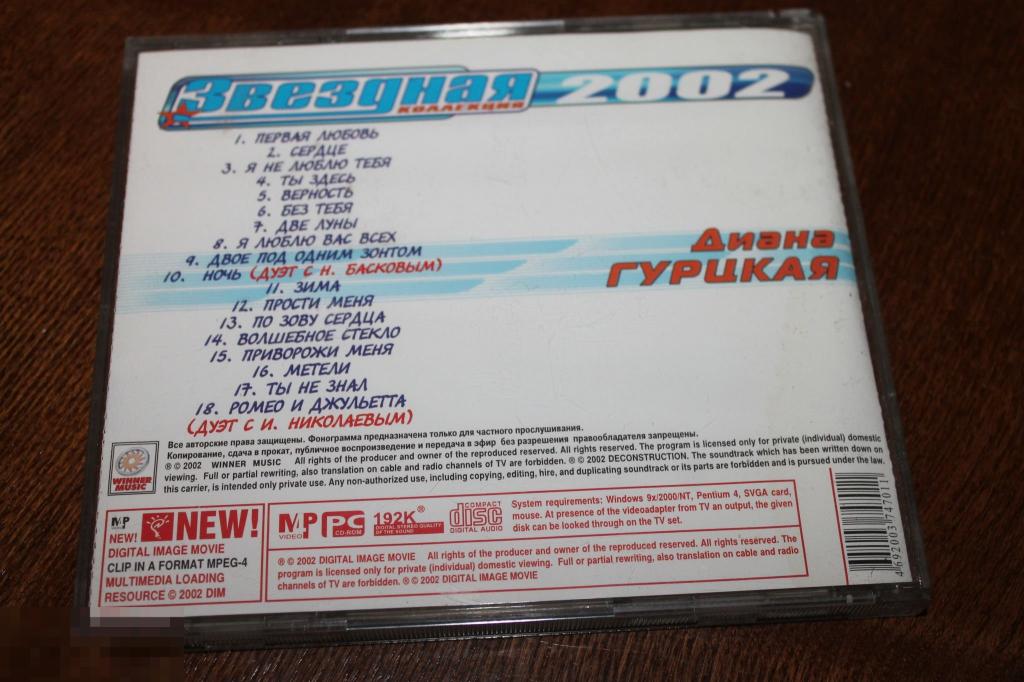 Звездная 2002
КОЛЛЕКЦИЯ
1. ПЕРВАЯ ЛЮБОВЬ
2. СЕРДЦЕ
3. Я НЕ ЛЮБЛЮ ТЕБЯ
4. ТЫ ЗДЕСЬ
5. ВЕРНОСТЬ
6. БЕЗ ТЕБЯ
7. ДВЕ ЛУНЫ
8. Я ЛЮБЛЮ ВАС ВСЕХ
9. ДВОЕ ПОД ОДНИМ ЗОНТОМ
10. НОЧЬ (ДУЭТ С Н. БАСКОВЫМ)
11. ЗИМА
12. ПРОСТИ МЕНЯ
13. ПО ЗОВУ СЕРДЦА
14. ВОЛШЕБНОЕ СТЕКЛО
15. ПРИВОРОЖИ МЕНЯ
16. МЕТЕЛИ
17. ТЫ НЕ ЗНАЛ
18. РОМЕО И ДЖУЛЬЕТТА
(ДУЭТ С И. НИКОЛАЕВЫМ)
Диана
ГУРЦКАЯ
WINNER
MUSIC
Все авторские права защищены. Фонограмма предназначена только для частного прослушивания.
Копирование, сдача в прокат, публичное воспроизведение и передача в эфир без разрешения правообладателя запрещены.
℗ © 2002 WINNER MUSIC All rights of the producer and owner of the reproduced reserved. All rights reserved. The program is licensed only for private (individual) domestic
viewing. Full or partial rewriting, also translation on cable and radio channels of TV are forbidden. ℗ © 2002 DECONSTRUCTION. The soundtrack which has been written down on
this carrier, is intended only private use. Any non-authorized use, including copying, editing, hire, and duplicating soundtrack or its parts are forbidden and is pursued under the law.
MP
NEW! NEW!
DIGITAL IMAGE MOVIE
CLIP IN A FORMAT MPEG-4
MULTIMEDIA LOADING
RESOURCE © 2002 DIM
MP
VIDEO
PC
CD-ROM
192K®
DIGITAL STEREO QUALITY
OF THE SOUND
COMPACT
disc
DIGITAL AUDIO
System requirements: Windows 9x/2000/NT, Pentium 4, SVGA card,
mouse. At presence of the videoadapter from TV an output, the given
disk can be looked through on the TV set.
℗ © 2002 DIGITAL IMAGE MOVIE All rights of the producer and owner of the reproduced reserved. All rights reserved. The
program is licensed only for private (individual) domestic viewing. Full or partial rewriting, also translation on cable and radio
channels of TV are forbidden. ℗ © 2002 DIGITAL IMAGE MOVIE
4 692003 747011